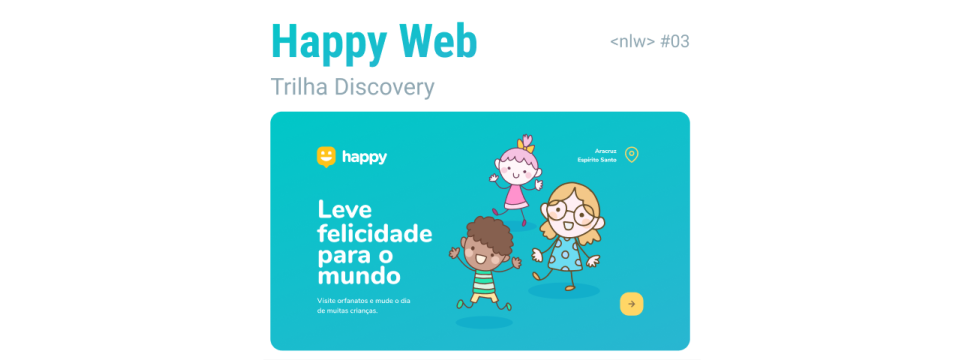 Happy Web
<nlw> #03
Trilha Discovery
happy
Aracruz
Espírito Santo
Leve
felicidade
para o
mundo
Visite orfanatos e mude o dia
de muitas crianças.